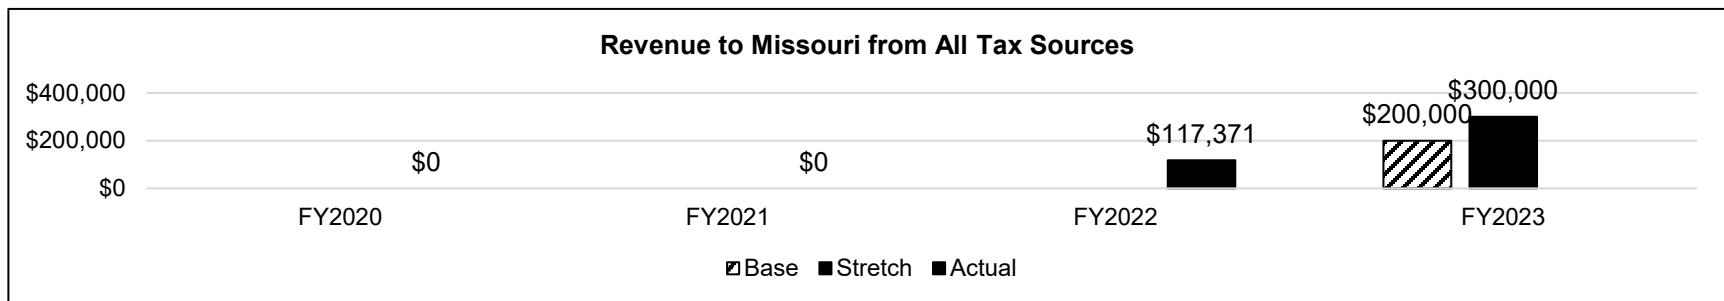 Revenue to Missouri from All Tax Sources
$400,000
$200,000
$0
$0
$0
$117,371
$200,000
$300,000
FY2020
FY2021
FY2022
FY2023
Base
Stretch
Actual